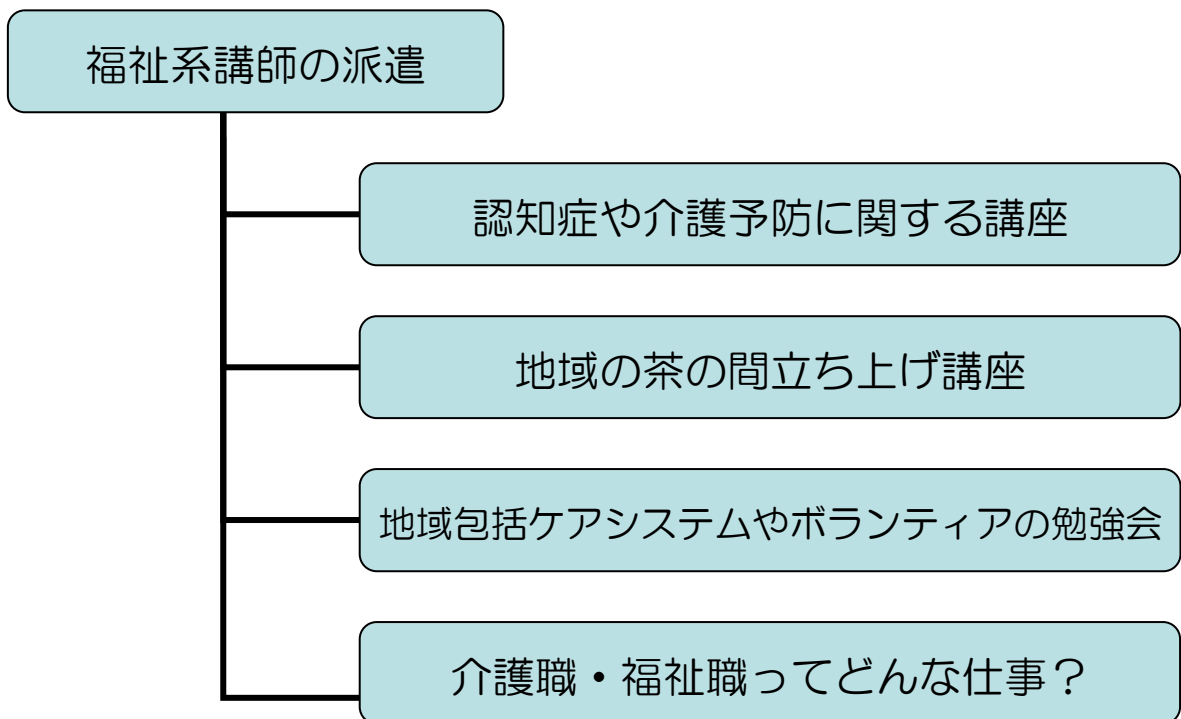 福祉系講師の派遣
認知症や介護予防に関する講座
地域の茶の間立ち上げ講座
地域包括ケアシステムやボランティアの勉強会
介護職・福祉職ってどんな仕事？